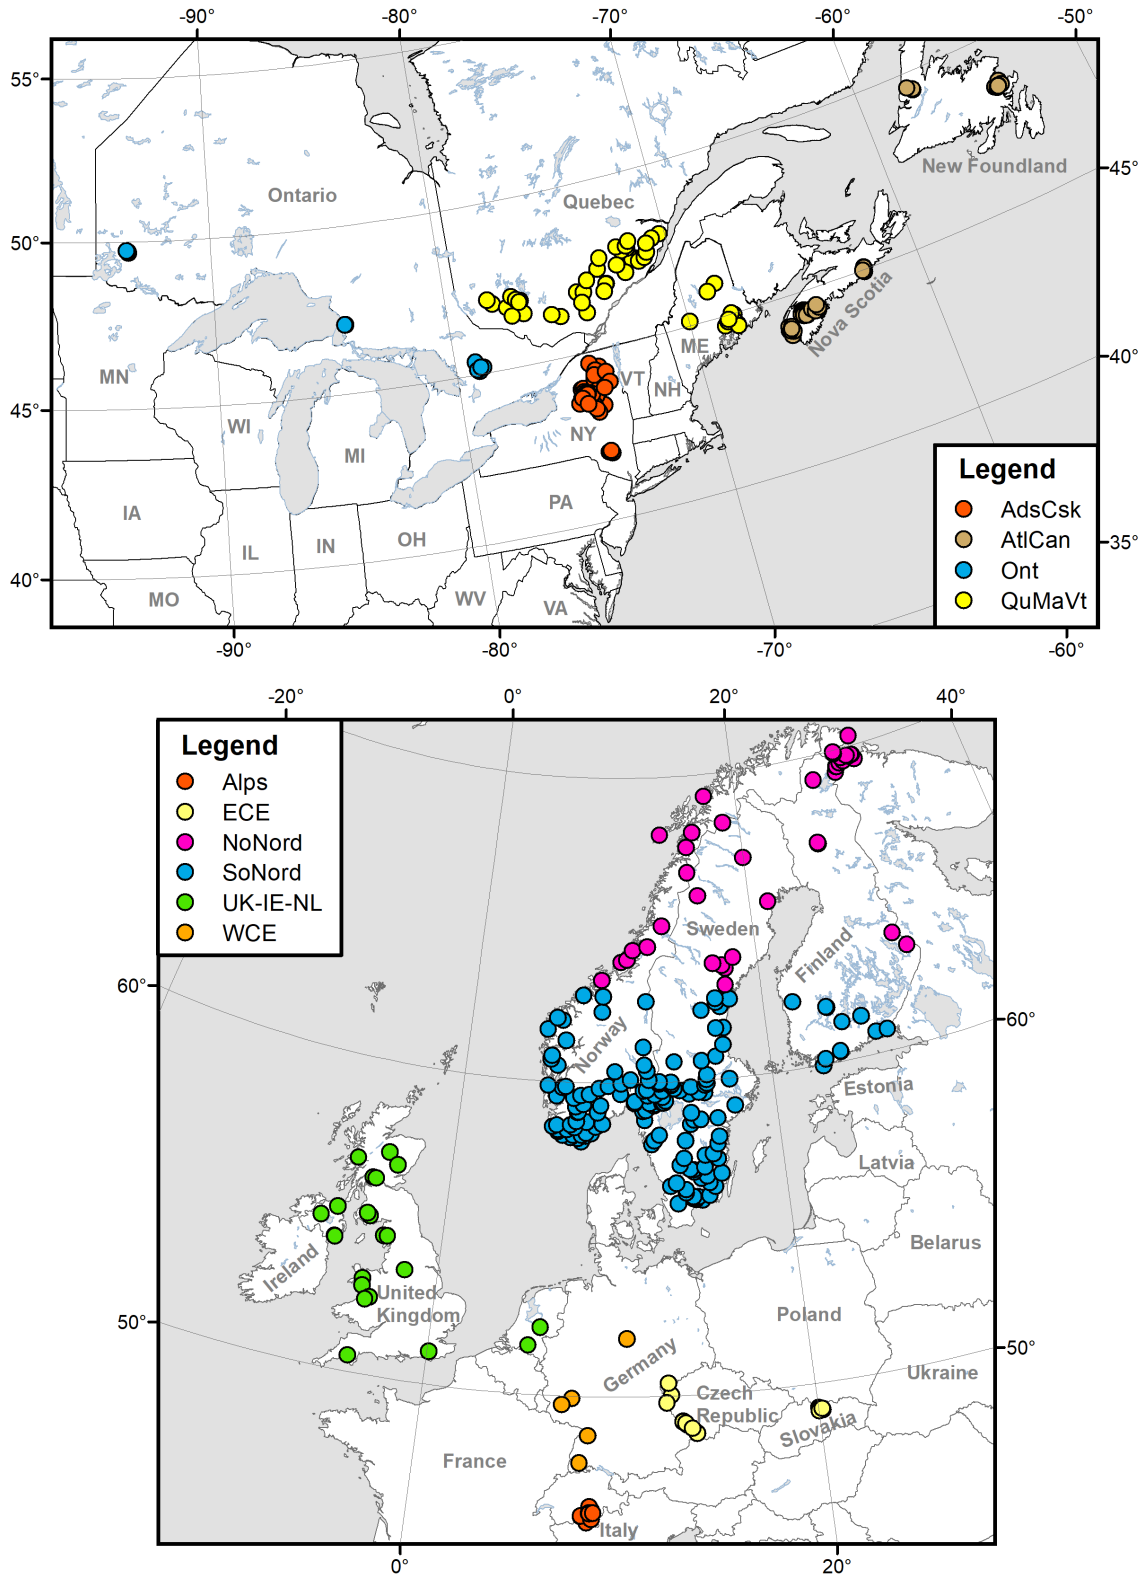 -90°
-80°
-70°
-60°
-50°
55°
50°
45°
40°
45°
40°
35°
Ontario
Quebec
New Foundland
Nova Scotia
MN
WI
MI
IA
IL
IN
OH
MO
WV
VA
PA
NY
VT
NH
ME
Legend
AdsCsk
AtlCan
Ont
QuMaVt
-90°
-80°
-70°
-60°
-20°
0°
20°
40°
Legend
Alps
ECE
NoNord
SoNord
UK-IE-NL
WCE
60°
50°
60°
50°
Sweden
Finland
Norway
Estonia
Latvia
Belarus
Ireland
United
Kingdom
Poland
Ukraine
Germany
Czech
Republic
Slovakia
France
Italy
0°
20°